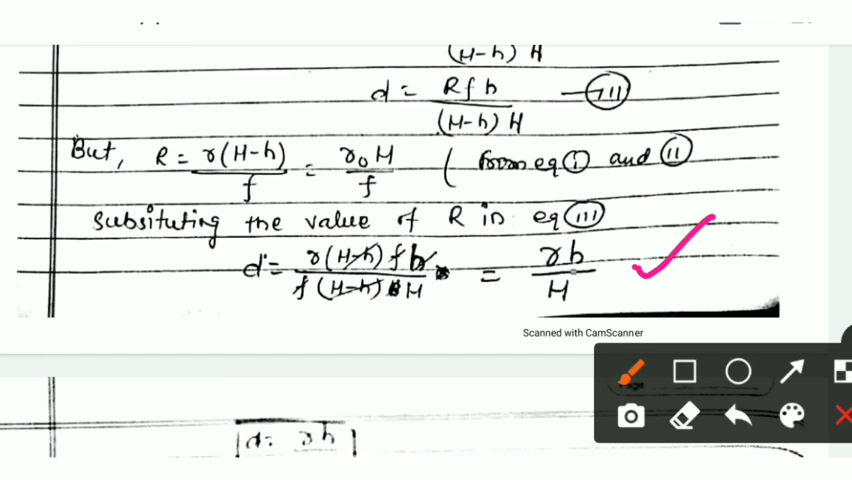 (H-h) H
d = Rfh / (H-h) H — III
But, R = r(H-h) / f = r₀H / f ( from eq I and II
subsituting the value of R in eq III
d = r(H-h) f h / f (H-h) H = rh / H
Scanned with CamScanner
d = rh